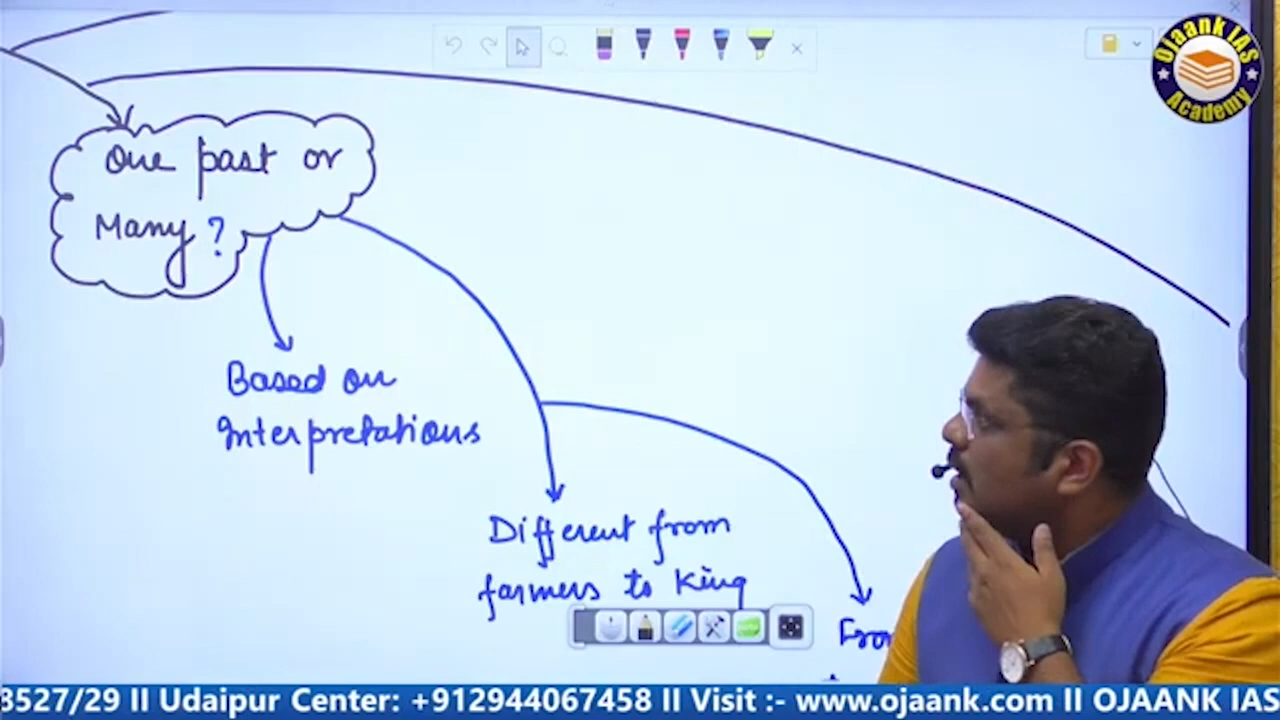 Ojaank IAS
Academy
One past or
Many?
Based on
Interpretations
Different from
farmers to King
8527/29 II Udaipur Center: +912944067458 II Visit :- www.ojaank.com II OJAANK IAS